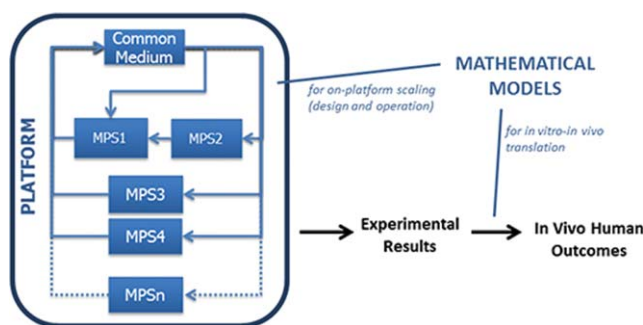 Common
Medium
MPS1
MPS2
MPS3
MPS4
MPSn
PLATFORM
MATHEMATICAL
MODELS
for on-platform scaling
(design and operation)
for in vitro-in vivo
translation
Experimental
Results
In Vivo Human
Outcomes